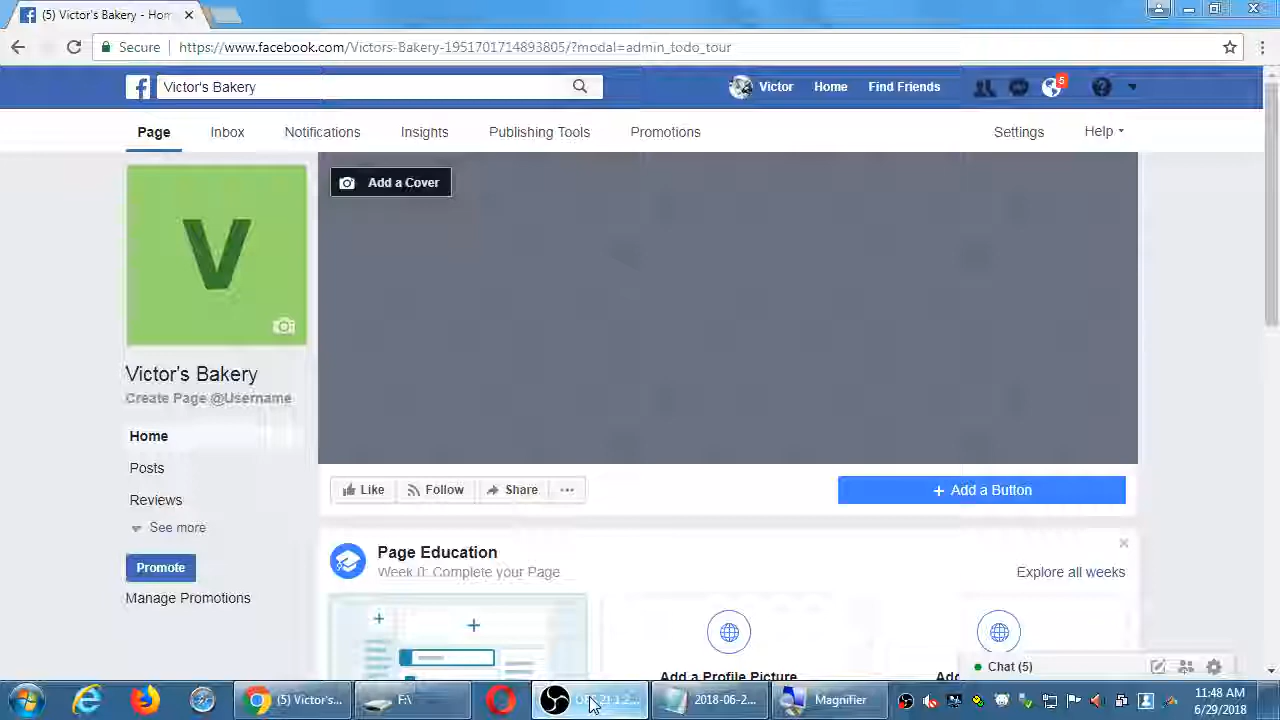 (5) Victor's Bakery - Hom
Secure
https://www.facebook.com/Victors-Bakery-1951701714893805/?modal=admin_todo_tour
Victor's Bakery
Victor
Home
Find Friends
5
Page
Inbox
Notifications
Insights
Publishing Tools
Promotions
Settings
Help
V
Add a Cover
Victor's Bakery
Create Page @Username
Home
Posts
Reviews
See more
Promote
Manage Promotions
Like
Follow
Share
+ Add a Button
Page Education
Week 0: Complete your Page
Explore all weeks
Add a Profile Picture
Chat (5)
(5) Victor's...
F:\
2018-06-2...
Magnifier
11:48 AM
6/29/2018